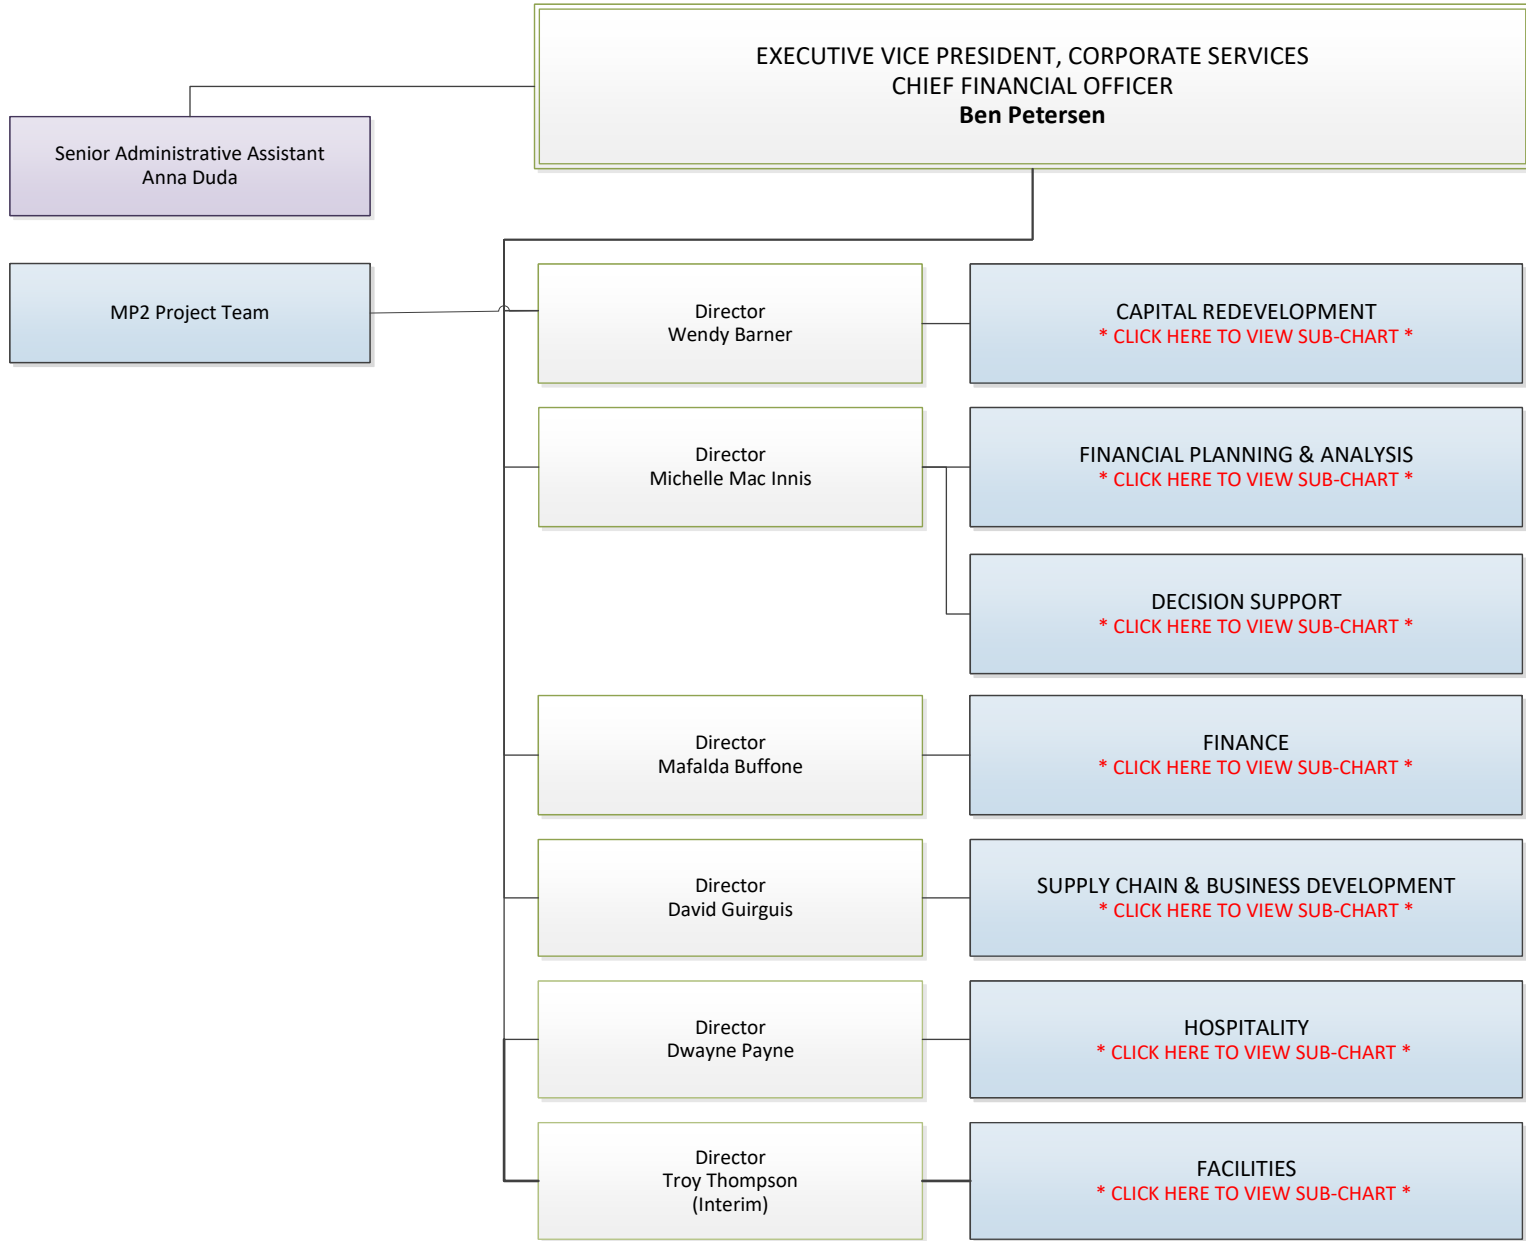 EXECUTIVE VICE PRESIDENT, CORPORATE SERVICES
CHIEF FINANCIAL OFFICER
Ben Petersen
Senior Administrative Assistant
Anna Duda
MP2 Project Team
Director
Wendy Barner
CAPITAL REDEVELOPMENT
* CLICK HERE TO VIEW SUB-CHART *
Director
Michelle Mac Innis
FINANCIAL PLANNING & ANALYSIS
* CLICK HERE TO VIEW SUB-CHART *
DECISION SUPPORT
* CLICK HERE TO VIEW SUB-CHART *
Director
Mafalda Buffone
FINANCE
* CLICK HERE TO VIEW SUB-CHART *
Director
David Guirguis
SUPPLY CHAIN & BUSINESS DEVELOPMENT
* CLICK HERE TO VIEW SUB-CHART *
Director
Dwayne Payne
HOSPITALITY
* CLICK HERE TO VIEW SUB-CHART *
Director
Troy Thompson
(Interim)
FACILITIES
* CLICK HERE TO VIEW SUB-CHART *